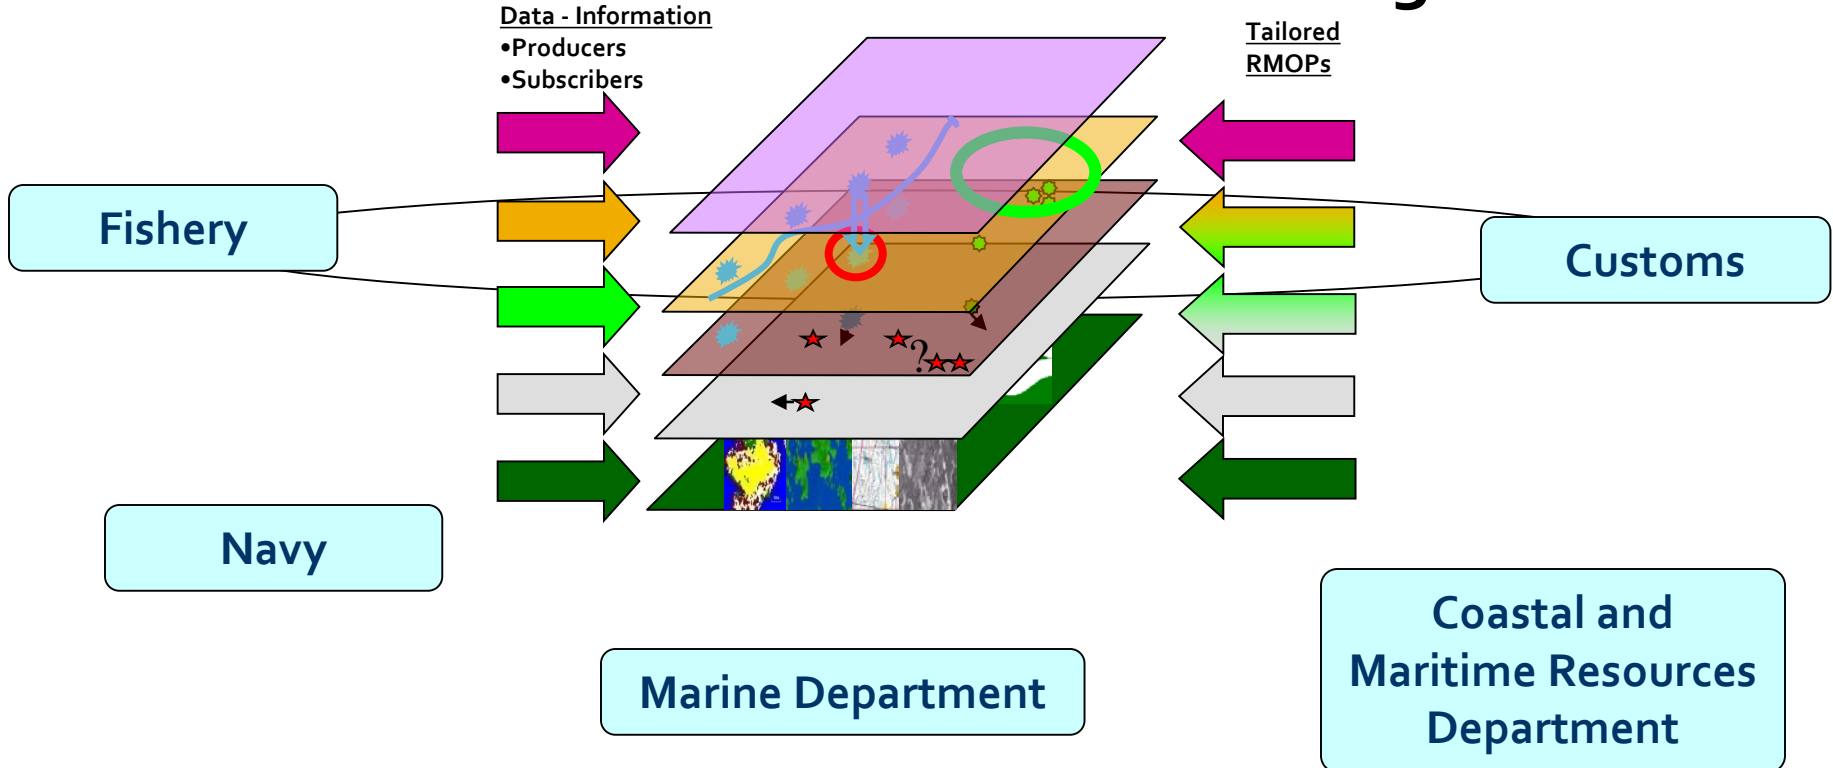 Data - Information
•Producers
•Subscribers
Tailored
RMOPs
Fishery
Customs
?
Navy
Marine Department
Coastal and
Maritime Resources
Department